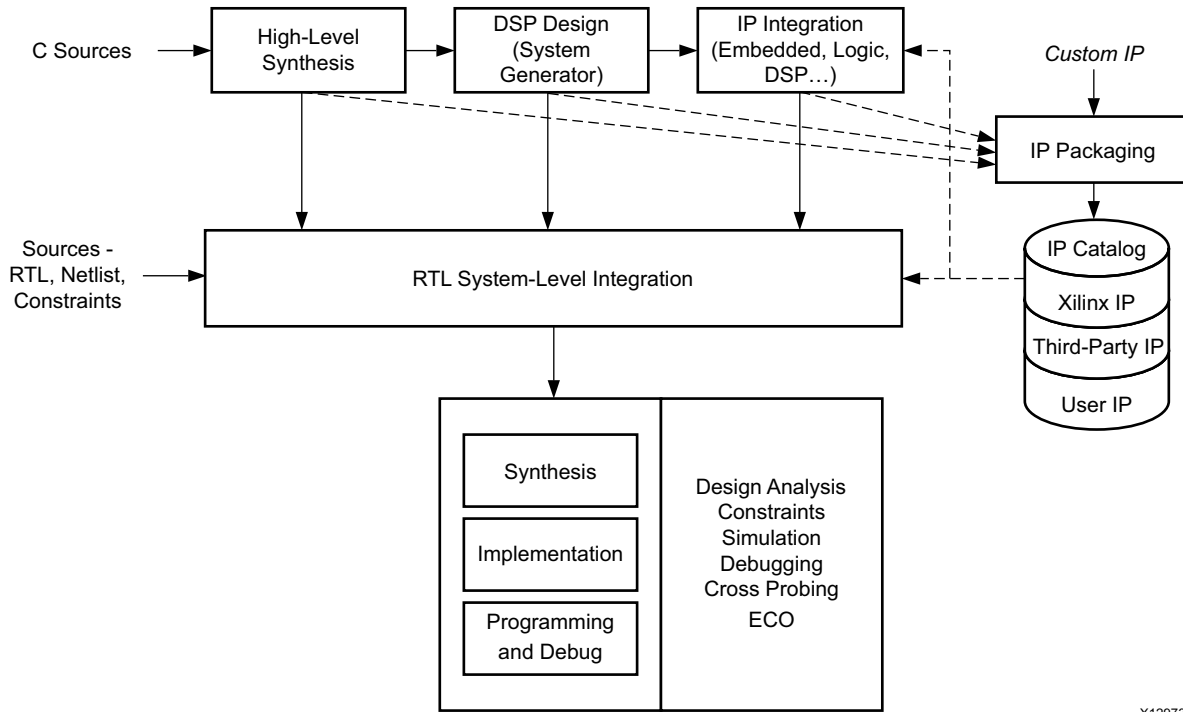 C Sources
High-Level
Synthesis
DSP Design
(System
Generator)
IP Integration
(Embedded, Logic,
DSP…)
Custom IP
IP Packaging
Sources -
RTL, Netlist,
Constraints
RTL System-Level Integration
IP Catalog
Xilinx IP
Third-Party IP
User IP
Synthesis
Implementation
Programming
and Debug
Design Analysis
Constraints
Simulation
Debugging
Cross Probing
ECO